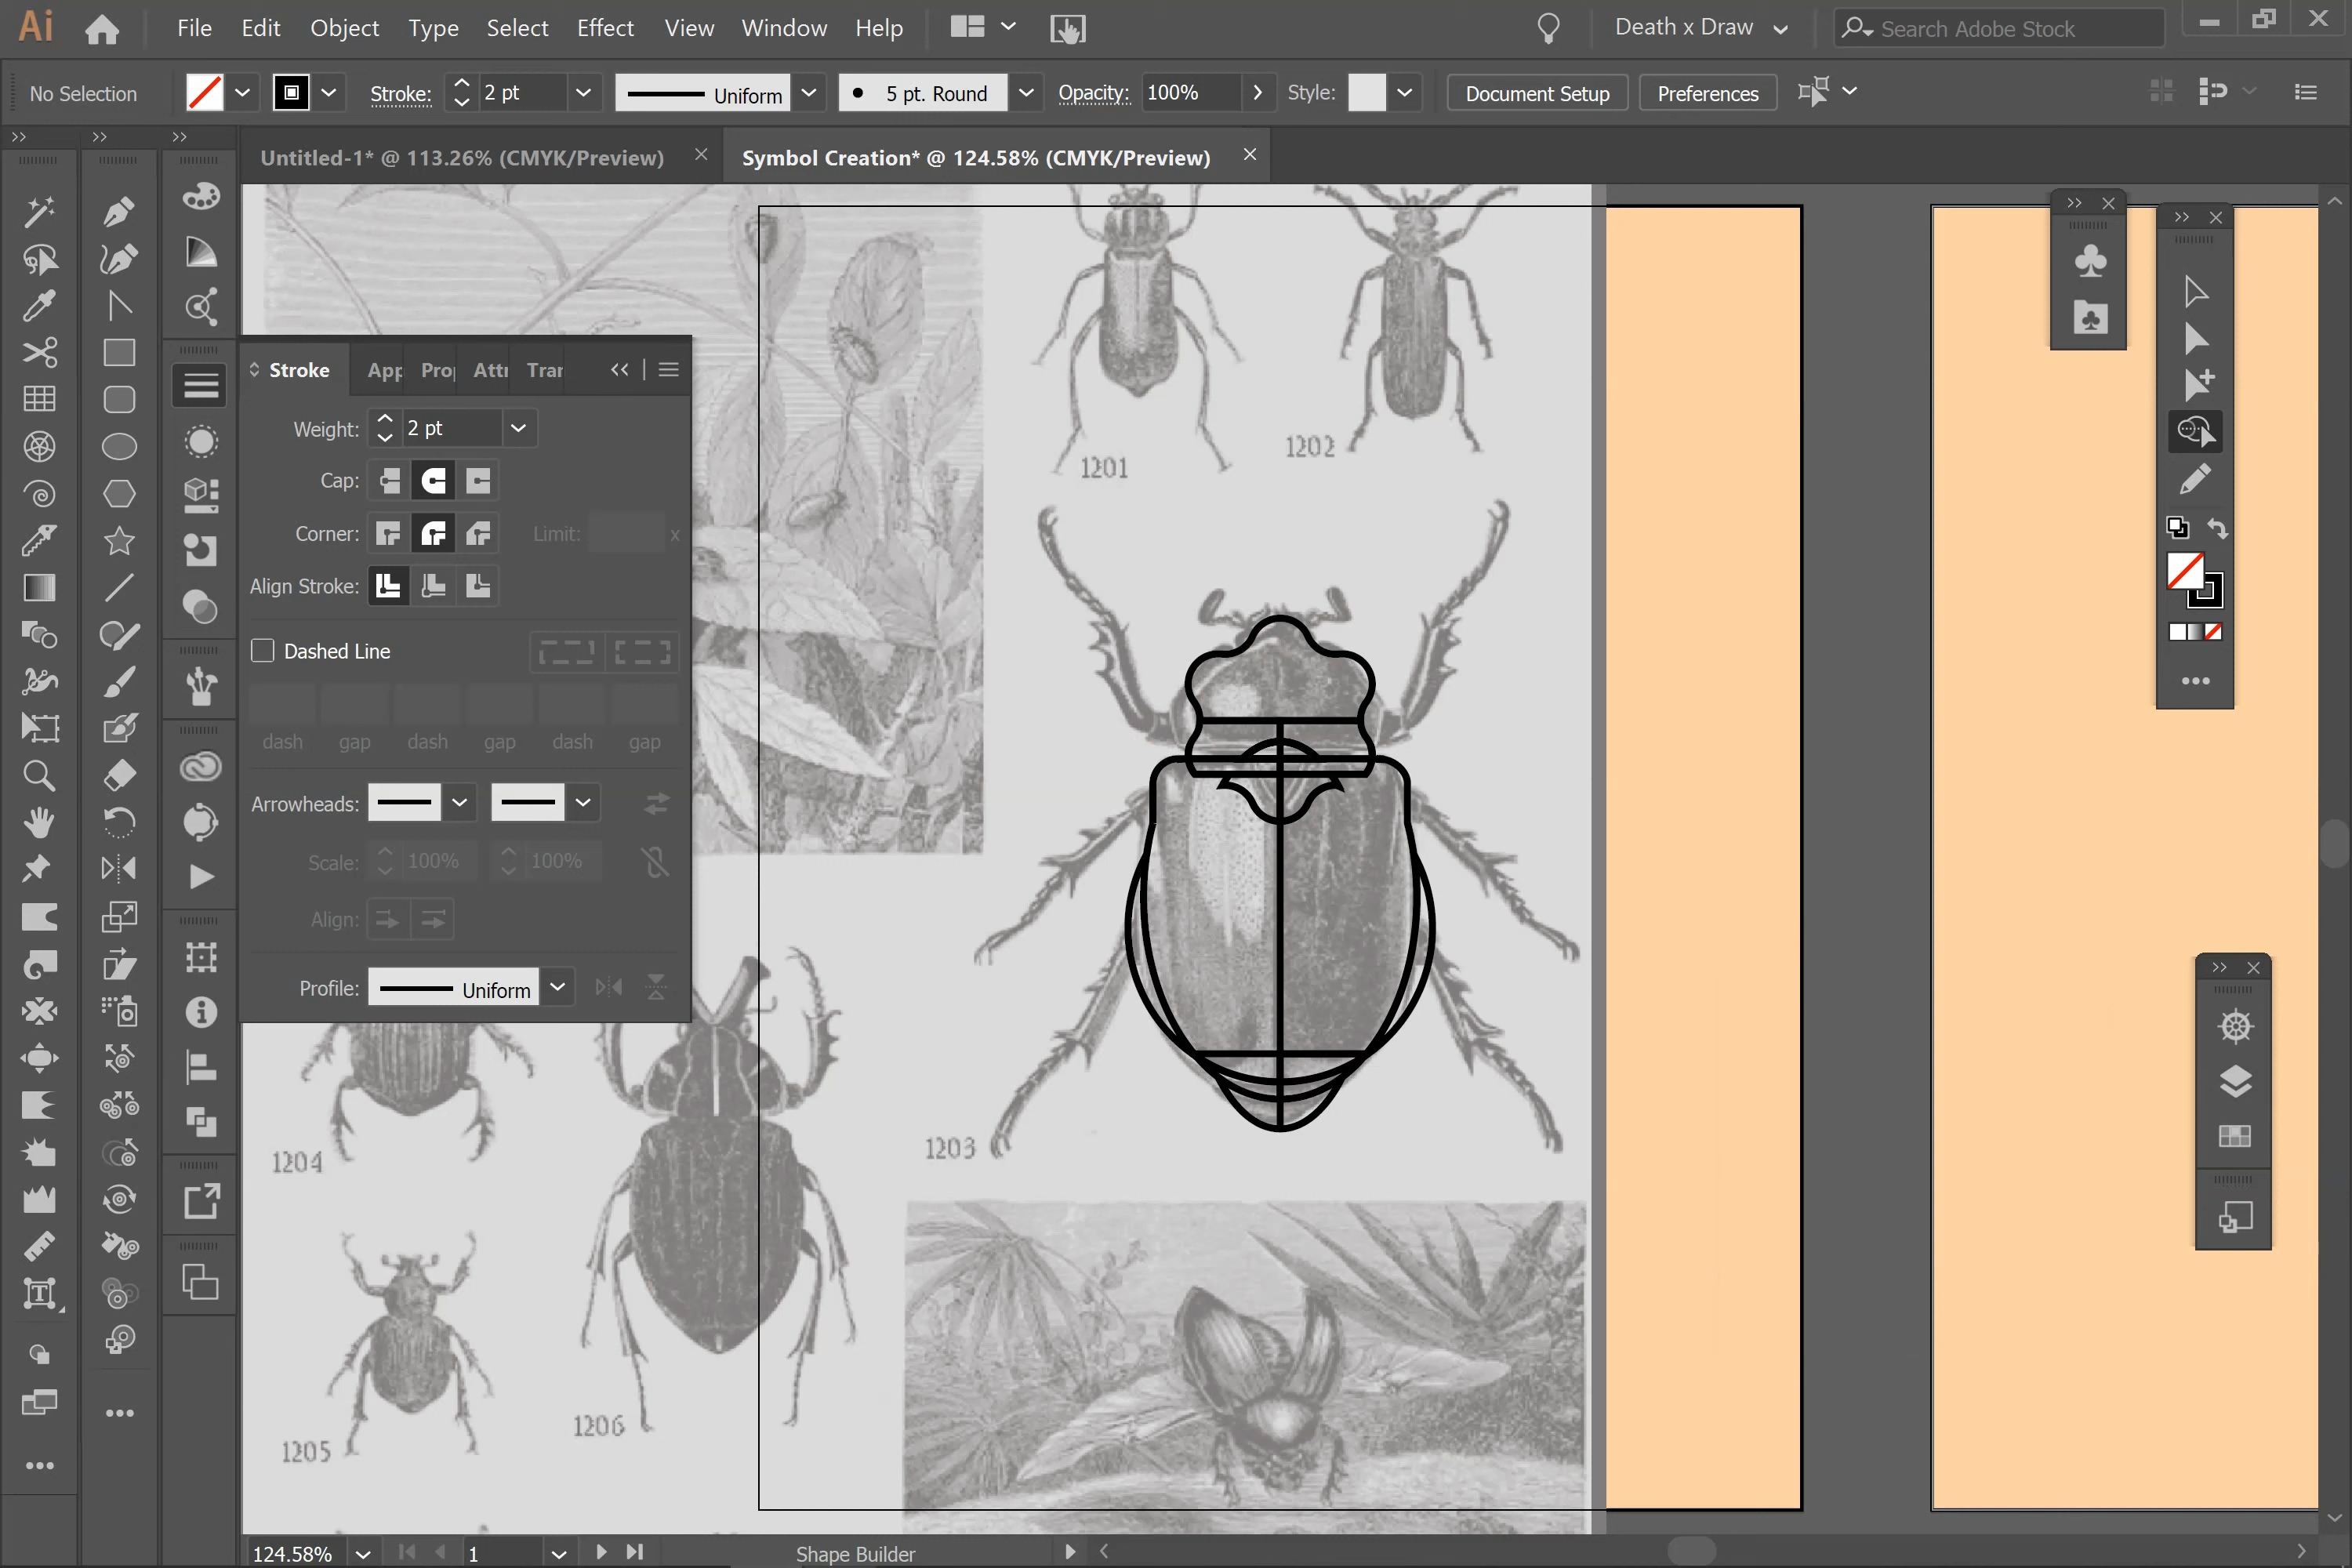 Ai File Edit Object Type Select Effect View Window Help Death x Draw Search Adobe Stock
No Selection Stroke: 2 pt Uniform 5 pt. Round Opacity: 100% Style: Document Setup Preferences
Untitled-1* @ 113.26% (CMYK/Preview) Symbol Creation* @ 124.58% (CMYK/Preview)
Stroke App Pro Attr Trar
Weight: 2 pt
Cap:
Corner: Limit: x
Align Stroke:
Dashed Line
dash gap dash gap dash gap
Arrowheads:
Scale: 100% 100%
Align:
Profile: Uniform
1201
1202
1203
1204
1205
1206
124.58% 1 Shape Builder